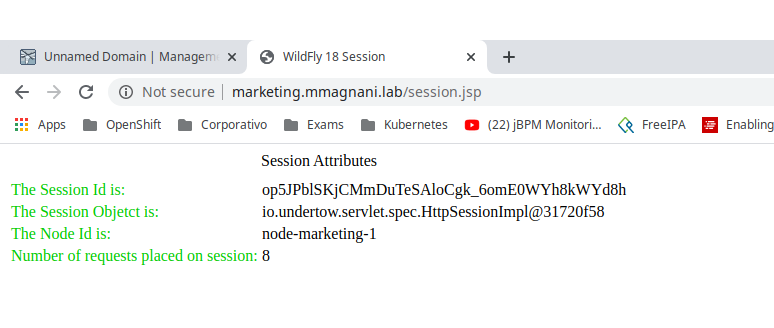 Unnamed Domain | Manageme
WildFly 18 Session
Not secure | marketing.mmagnani.lab/session.jsp
Apps OpenShift Corporativo Exams Kubernetes (22) jBPM Monitori... FreeIPA Enabling
Session Attributes
The Session Id is: op5JPblSKjCMmDuTeSAloCgk_6omE0WYh8kWYd8h
The Session Objetct is: io.undertow.servlet.spec.HttpSessionImpl@31720f58
The Node Id is: node-marketing-1
Number of requests placed on session: 8